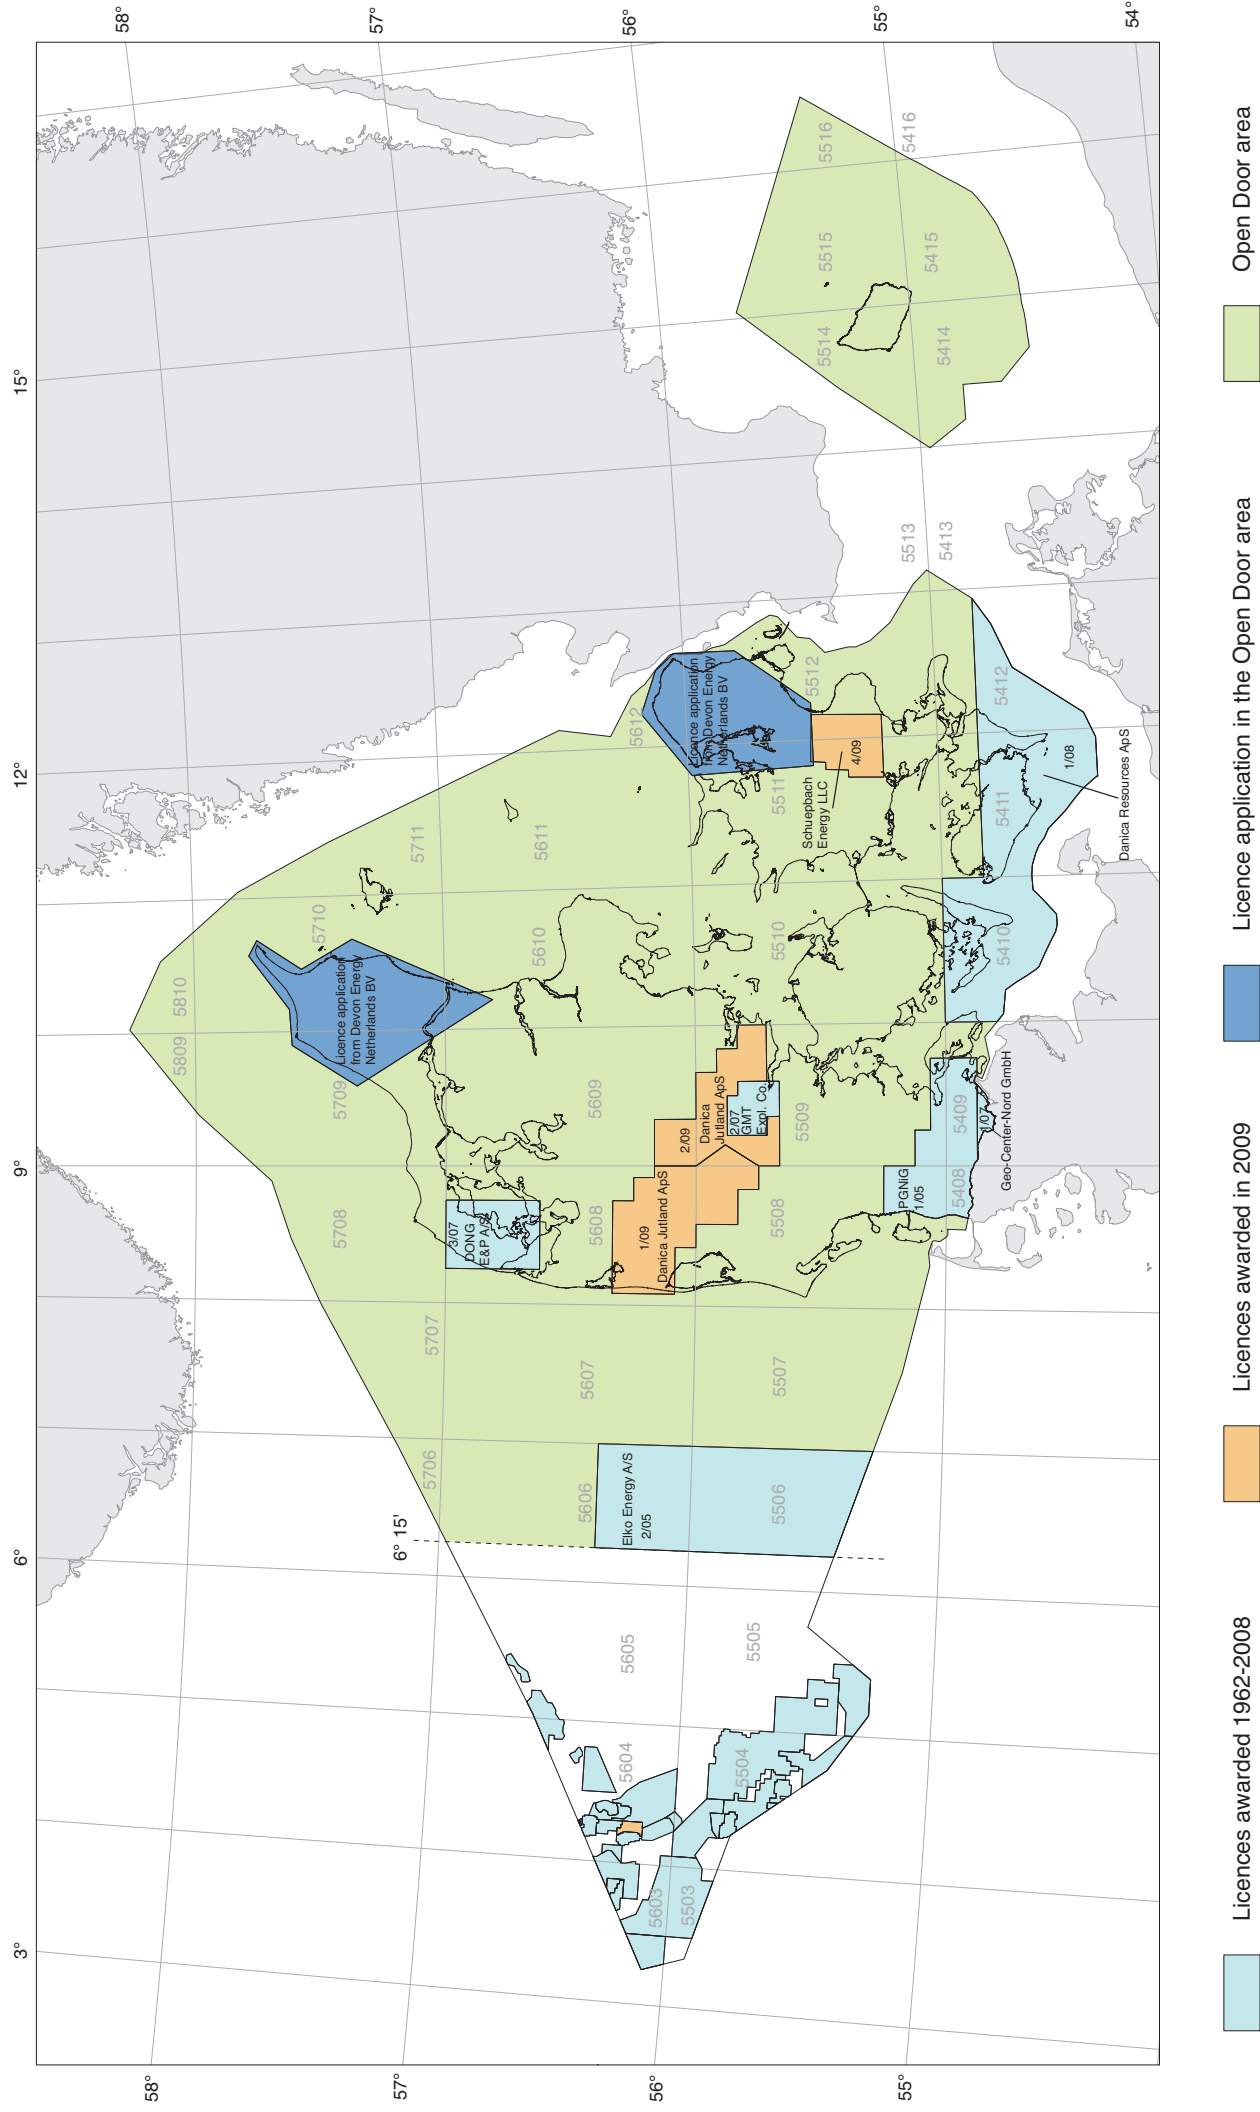 3°
6°
9°
12°
15°
58°
57°
56°
55°
58°
57°
56°
55°
54°
6° 15'
5809
5810
5708
5709
5710
5711
5706
5707
5605
5604
5603
5606
5607
5608
5609
5610
5611
5612
5505
5504
5503
5506
5507
5508
5509
5510
5511
5512
5513
5514
5515
5516
5408
5409
5410
5411
5412
5413
5414
5415
5416
Licence application
from Devon Energy
Netherlands BV
Licence application
from Devon Energy
Netherlands BV
3/07
DONG
E&P A/S
Elko Energy A/S
2/05
1/09
Danica Jutland ApS
2/09
Danica
Jutland ApS
2/07
GMT
Expl. Co.
Schuepbach
Energy LLC
4/09
PGNiG
1/05
1/07
Geo-Center-Nord GmbH
1/08
Danica Resources ApS
Licences awarded 1962-2008
Licences awarded in 2009
Licence application in the Open Door area
Open Door area